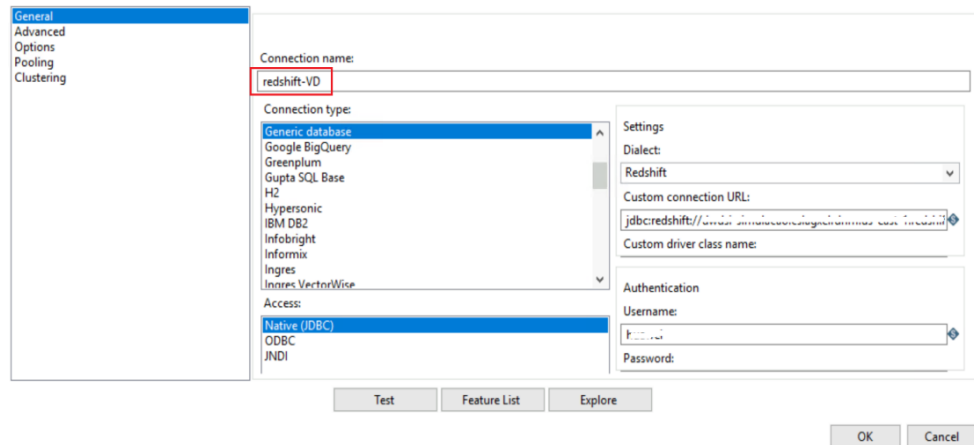 General
Advanced
Options
Pooling
Clustering
Connection name:
redshift-VD
Connection type:
Generic database
Google BigQuery
Greenplum
Gupta SQL Base
H2
Hypersonic
IBM DB2
Infobright
Informix
Ingres
Ingres VectorWise
Access:
Native (JDBC)
ODBC
JNDI
Settings
Dialect:
Redshift
Custom connection URL:
jdbc:redshift://
Custom driver class name:
Authentication
Username:
Password:
Test
Feature List
Explore
OK
Cancel